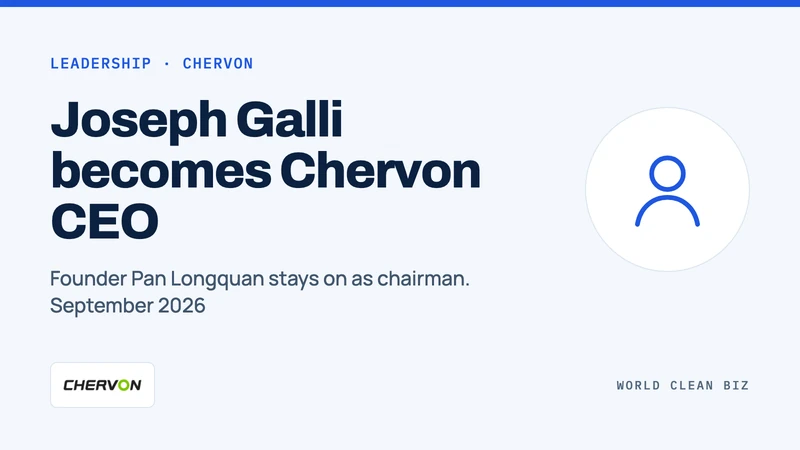 LEADERSHIP · CHERVON
Joseph Galli
becomes Chervon
CEO
Founder Pan Longquan stays on as chairman.
September 2026
CHERVON
WORLD CLEAN BIZ